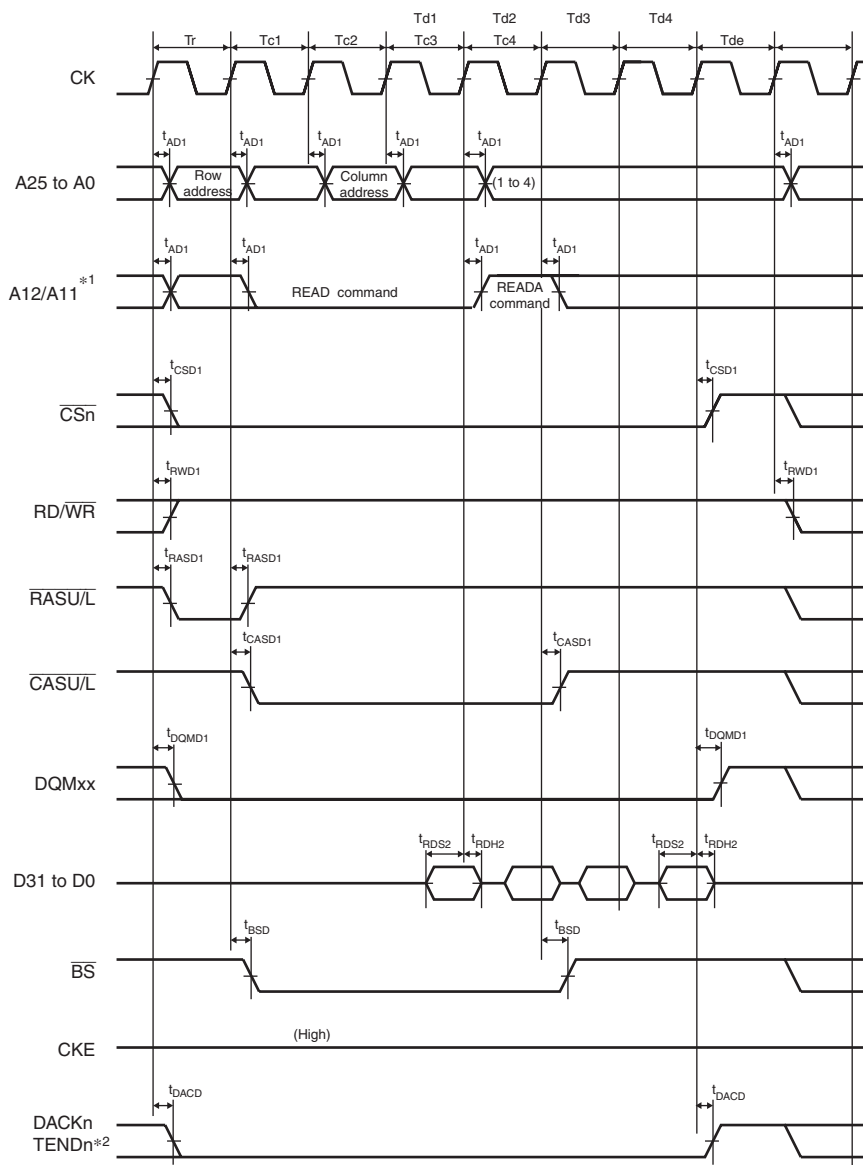 Td1 Td2 Td3 Td4
Tr Tc1 Tc2 Tc3 Tc4 Tde
CK
tAD1 tAD1 tAD1 tAD1 tAD1 tAD1
A25 to A0
Row address
Column address
(1 to 4)
tAD1 tAD1 tAD1 tAD1
A12/A11*1
READ command
READA command
tCSD1 tCSD1
CSn
tRWD1 tRWD1
RD/WR
tRASD1 tRASD1
RASU/L
tCASD1 tCASD1
CASU/L
tDQMD1 tDQMD1
DQMxx
tRDS2 tRDH2 tRDS2 tRDH2
D31 to D0
tBSD tBSD
BS
(High)
CKE
tDACD tDACD
DACKn
TENDn*2